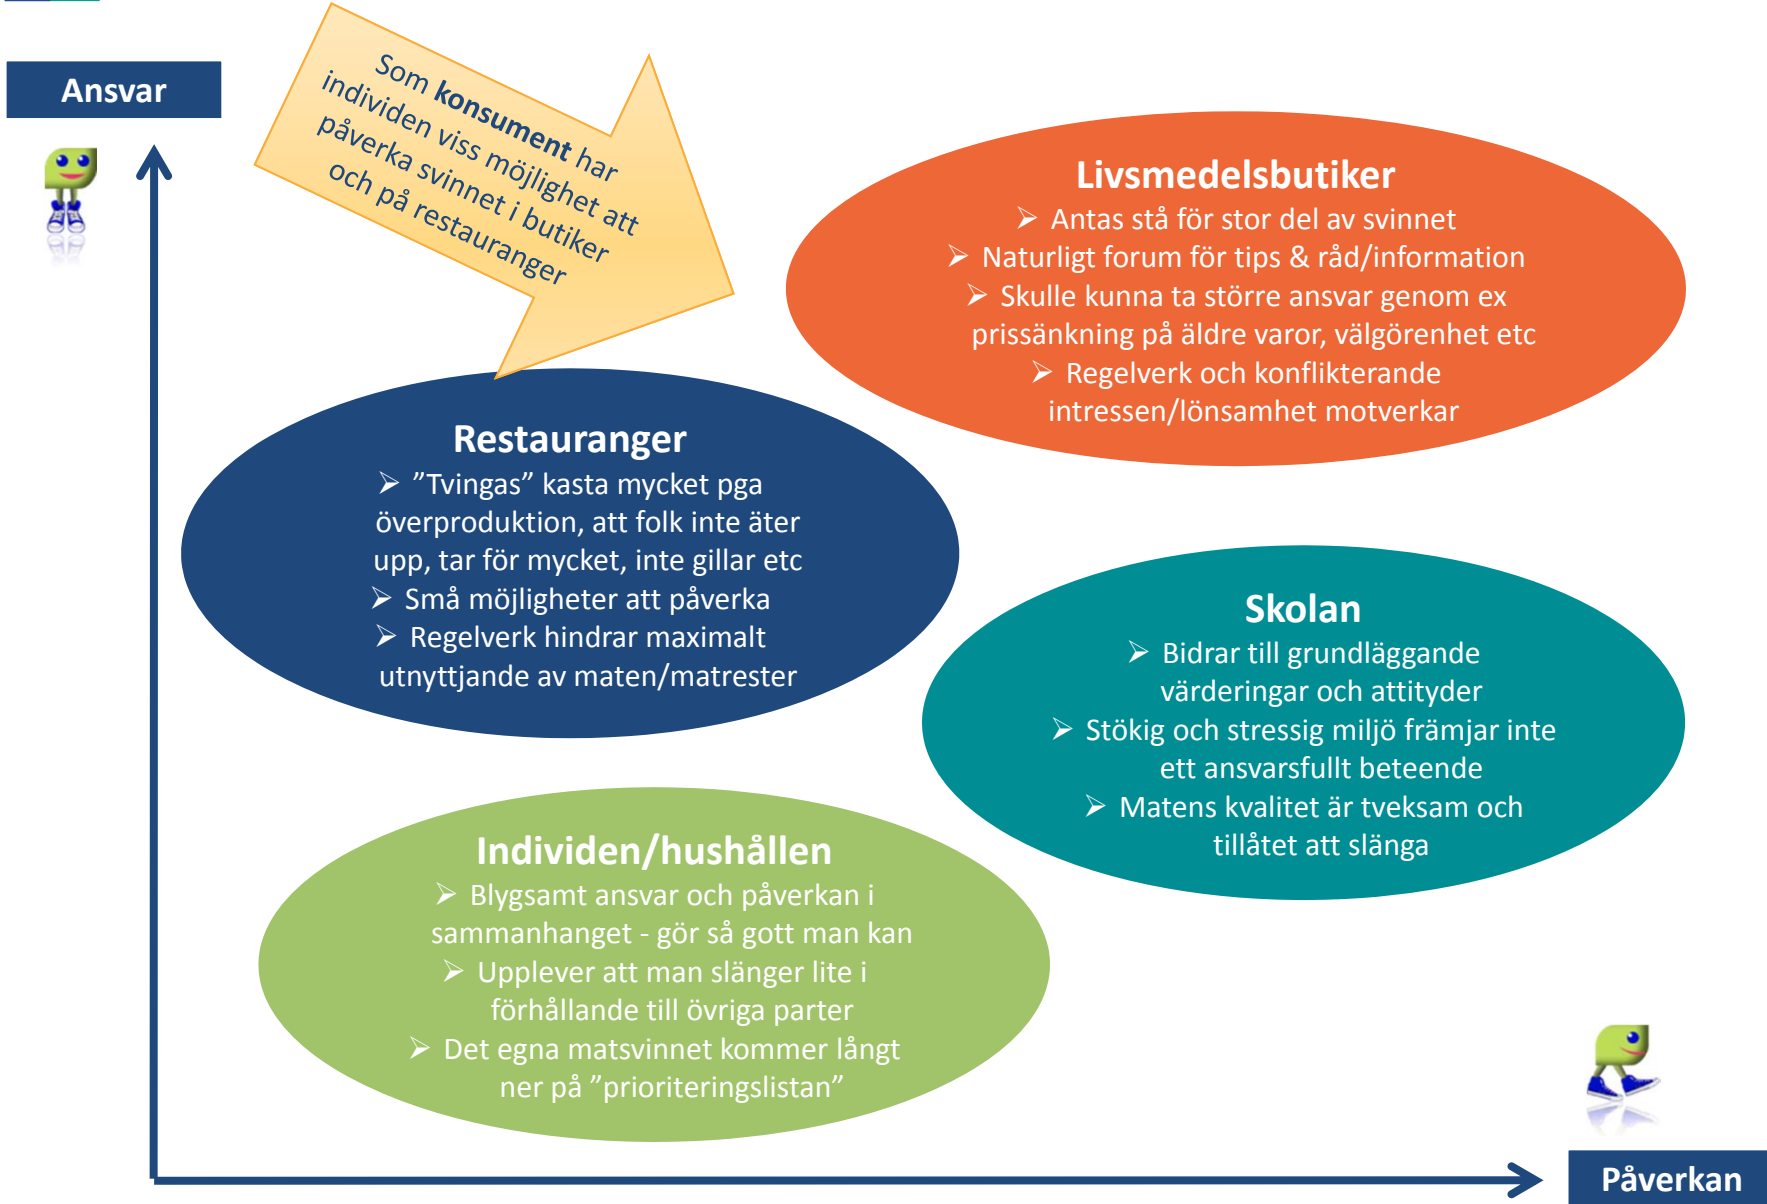 Ansvar
Som konsument har
individen viss möjlighet att
påverka svinnet i butiker
och på restauranger
Livsmedelsbutiker
➢ Antas stå för stor del av svinnet
➢ Naturligt forum för tips & råd/information
➢ Skulle kunna ta större ansvar genom ex
prissänkning på äldre varor, välgörenhet etc
➢ Regelverk och konflikterande
intressen/lönsamhet motverkar
Restauranger
➢ ”Tvingas” kasta mycket pga
överproduktion, att folk inte äter
upp, tar för mycket, inte gillar etc
➢ Små möjligheter att påverka
➢ Regelverk hindrar maximalt
utnyttjande av maten/matrester
Skolan
➢ Bidrar till grundläggande
värderingar och attityder
➢ Stökig och stressig miljö främjar inte
ett ansvarsfullt beteende
➢ Matens kvalitet är tveksam och
tillåtet att slänga
Individen/hushållen
➢ Blygsamt ansvar och påverkan i
sammanhanget - gör så gott man kan
➢ Upplever att man slänger lite i
förhållande till övriga parter
➢ Det egna matsvinnet kommer långt
ner på ”prioriteringslistan”
Påverkan